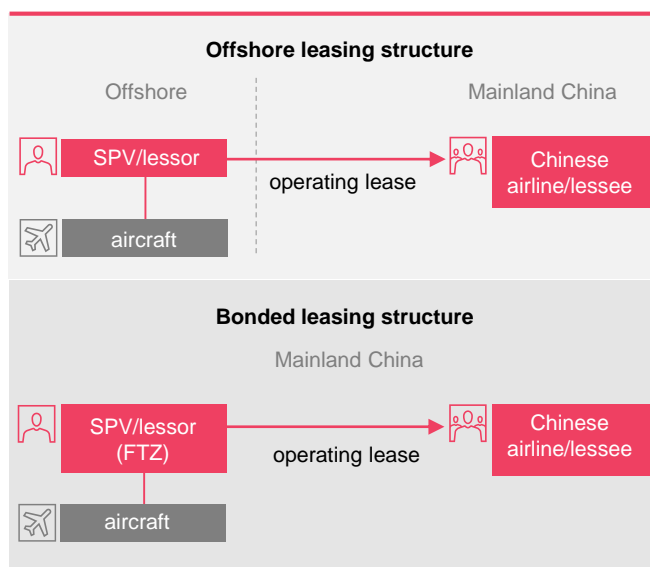 Offshore leasing structure
Offshore
Mainland China
SPV/lessor
operating lease
Chinese
airline/lessee
aircraft
Bonded leasing structure
Mainland China
SPV/lessor
(FTZ)
operating lease
Chinese
airline/lessee
aircraft